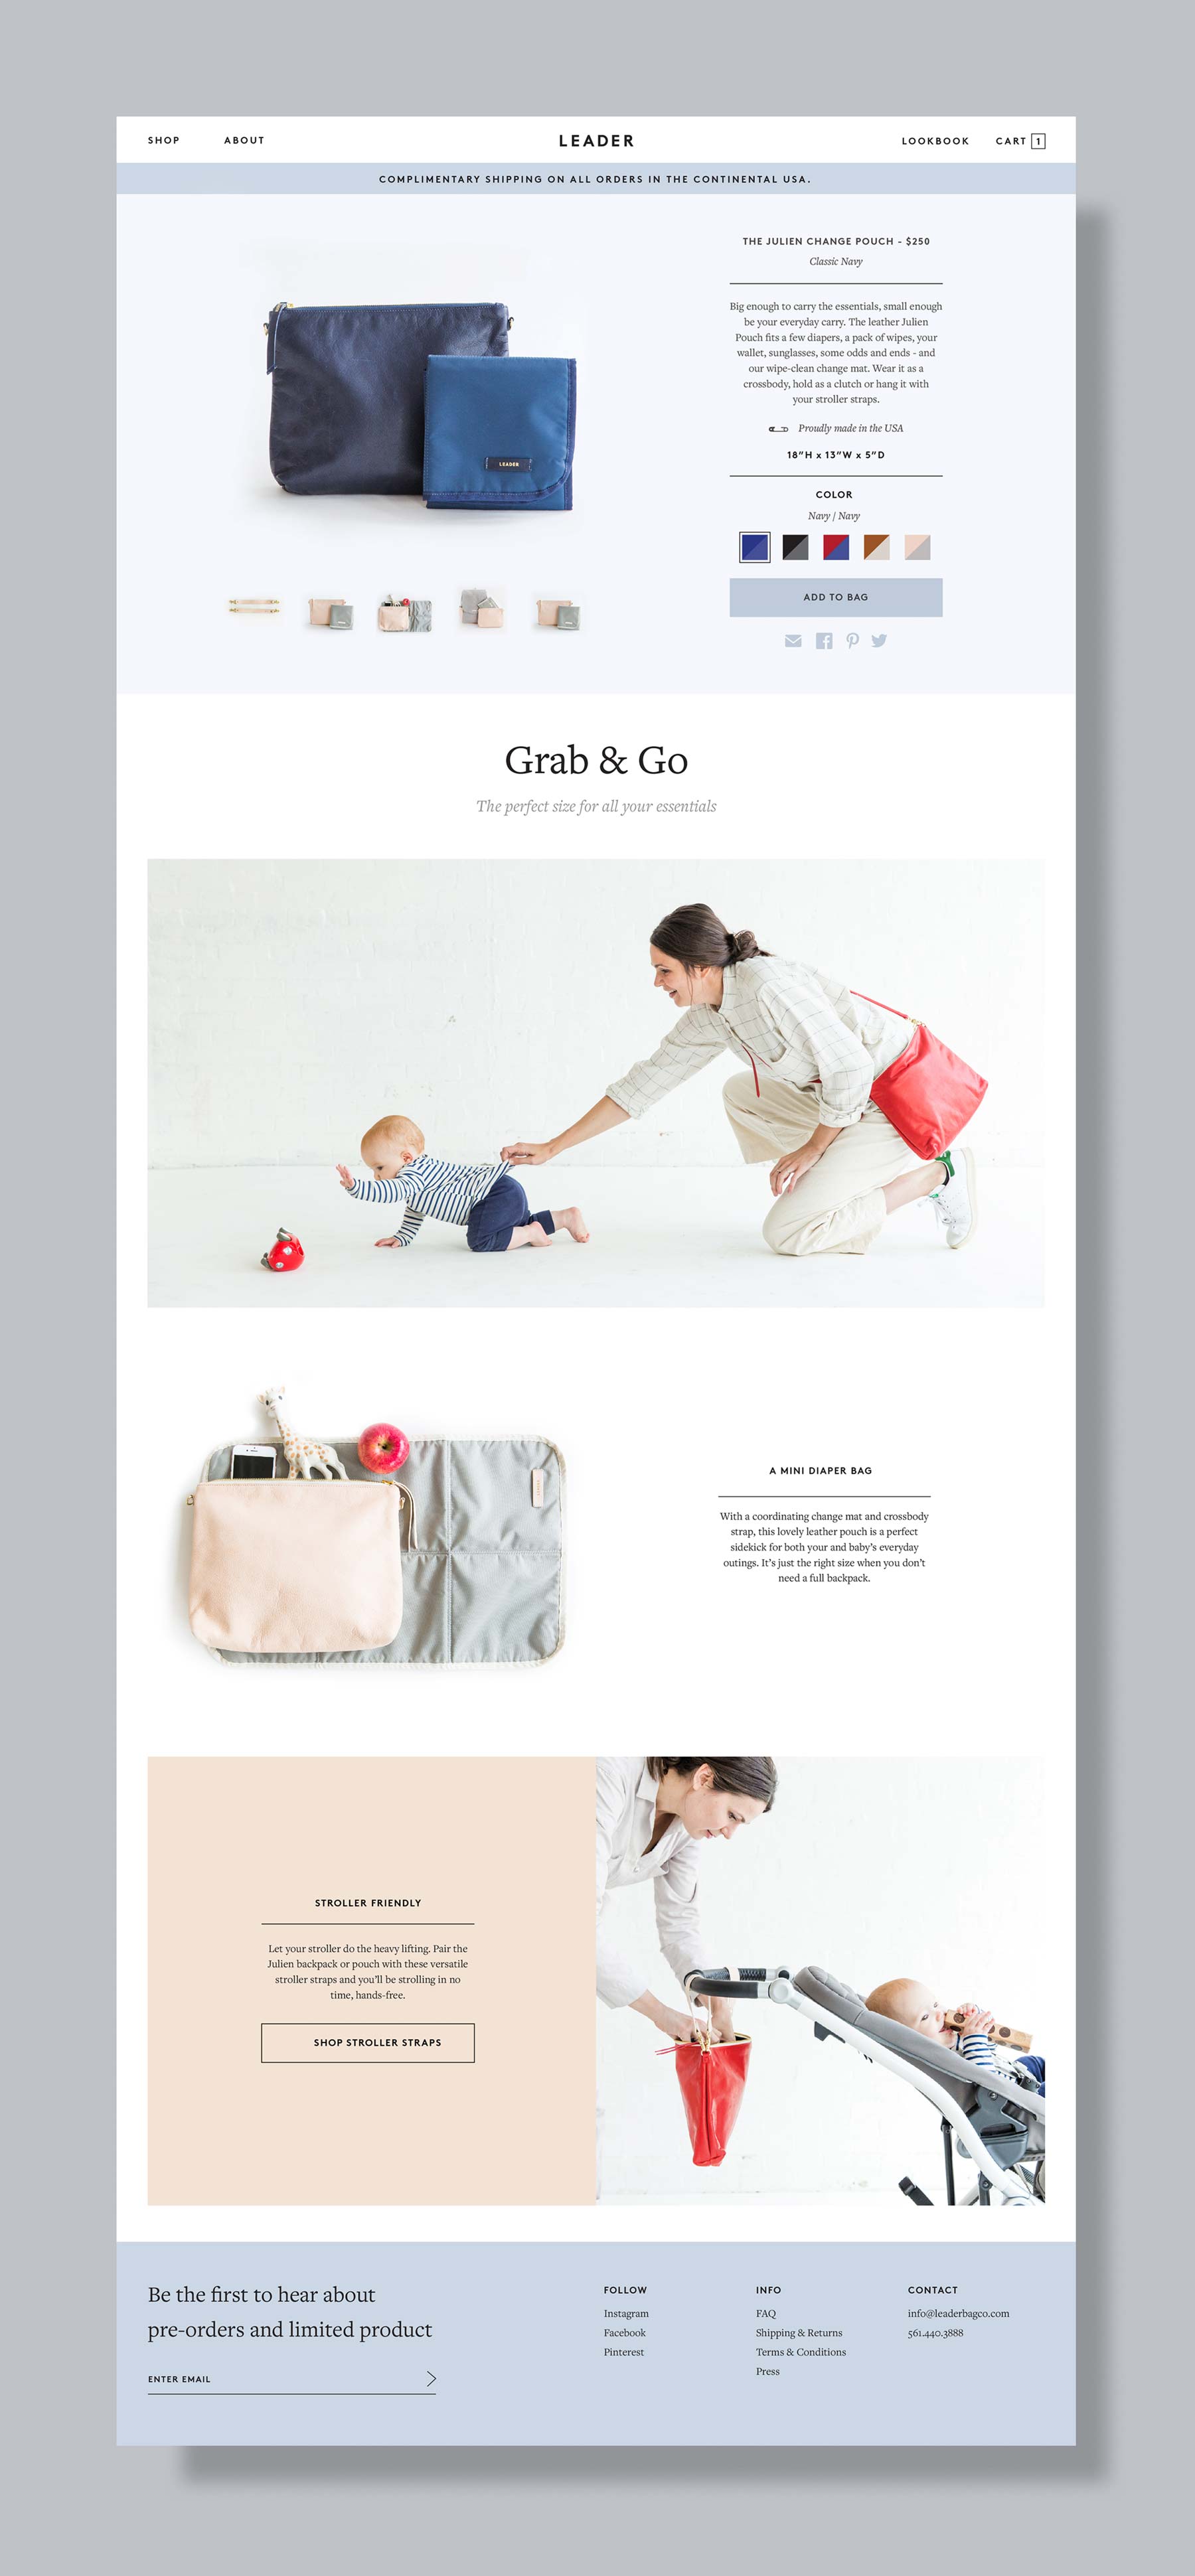 SHOP ABOUT LEADER LOOKBOOK CART 1
COMPLIMENTARY SHIPPING ON ALL ORDERS IN THE CONTINENTAL USA.
THE JULIEN CHANGE POUCH - $250
Classic Navy
Big enough to carry the essentials, small enough
be your everyday carry. The leather Julien
Pouch fits a few diapers, a pack of wipes, your
wallet, sunglasses, some odds and ends - and
our wipe-clean change mat. Wear it as a
crossbody, hold as a clutch or hang it with
your stroller straps.
Proudly made in the USA
18"H x 13"W x 5"D
LEADER
COLOR
Navy / Navy
ADD TO BAG
Grab & Go
The perfect size for all your essentials
A MINI DIAPER BAG
With a coordinating change mat and crossbody
strap, this lovely leather pouch is a perfect
sidekick for both your and baby's everyday
outings. It's just the right size when you don't
need a full backpack.
STROLLER FRIENDLY
Let your stroller do the heavy lifting. Pair the
Julien backpack or pouch with these versatile
stroller straps and you'll be strolling in no
time, hands-free.
SHOP STROLLER STRAPS
Be the first to hear about
pre-orders and limited product
ENTER EMAIL
FOLLOW
Instagram
Facebook
Pinterest
INFO
FAQ
Shipping & Returns
Terms & Conditions
Press
CONTACT
info@leaderbagco.com
561.440.3888